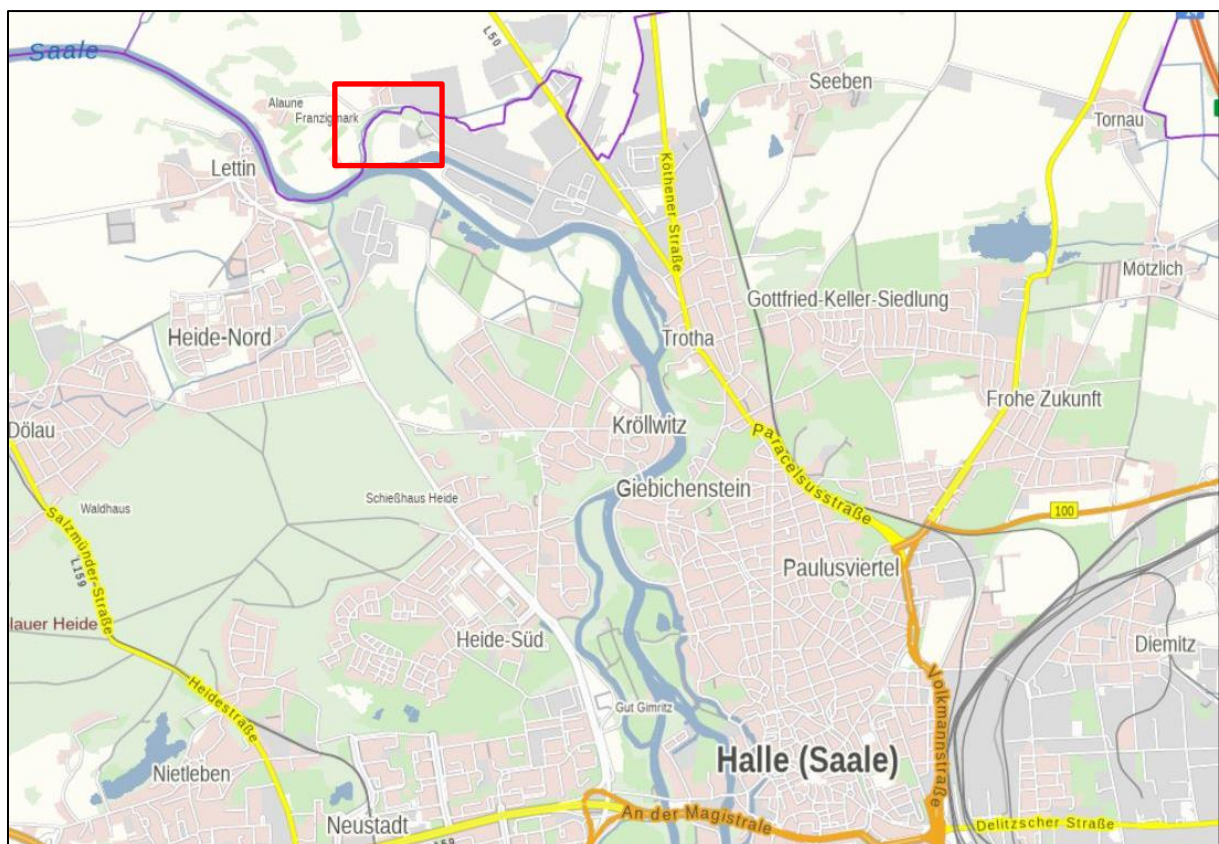 Saale
L50
Seeben
Alaune
Franzigmark
Tornau
Lettin
Köthener Straße
Mötzlich
Gottfried-Keller-Siedlung
Heide-Nord
Trotha
Frohe Zukunft
Dölau
Kröllwitz
Paracelsusstraße
Giebichenstein
Schießhaus Heide
Waldhaus
100
Salzmünder-Straße
L159
Paulusviertel
lauer Heide
Heide-Süd
Diemitz
Heidestraße
Volkmannstraße
Gut Gimritz
Halle (Saale)
Nietleben
An der Magistrale
Neustadt
Delitzscher Straße